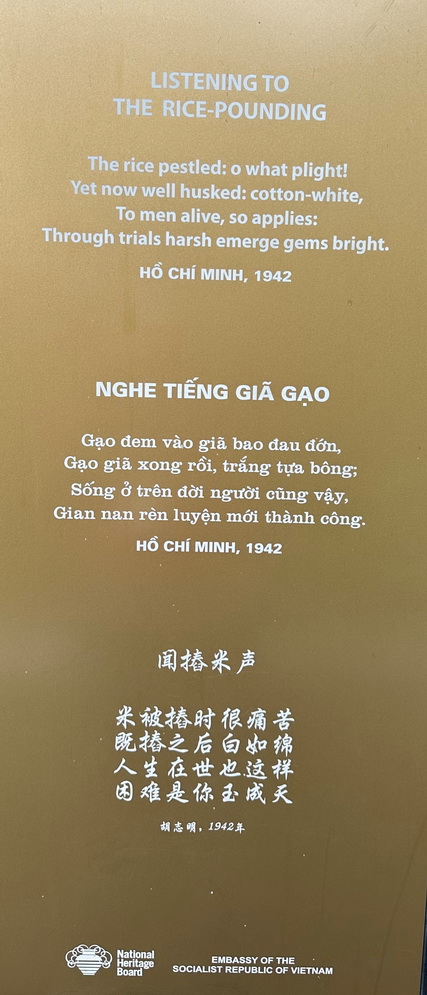 LISTENING TO
THE RICE-POUNDING
The rice pestled: o what plight!
Yet now well husked: cotton-white,
To men alive, so applies:
Through trials harsh emerge gems bright.
HỒ CHÍ MINH, 1942
NGHE TIẾNG GIÃ GẠO
Gạo đem vào giã bao đau đớn,
Gạo giã xong rồi, trắng tựa bông;
Sống ở trên đời người cũng vậy,
Gian nan rèn luyện mới thành công.
HỒ CHÍ MINH, 1942
闻摏米声
米被摏时很痛苦
既摏之后白如绵
人生在世也这样
困难是你玉成天
胡志明，1942年
National
Heritage
Board
EMBASSY OF THE
SOCIALIST REPUBLIC OF VIETNAM